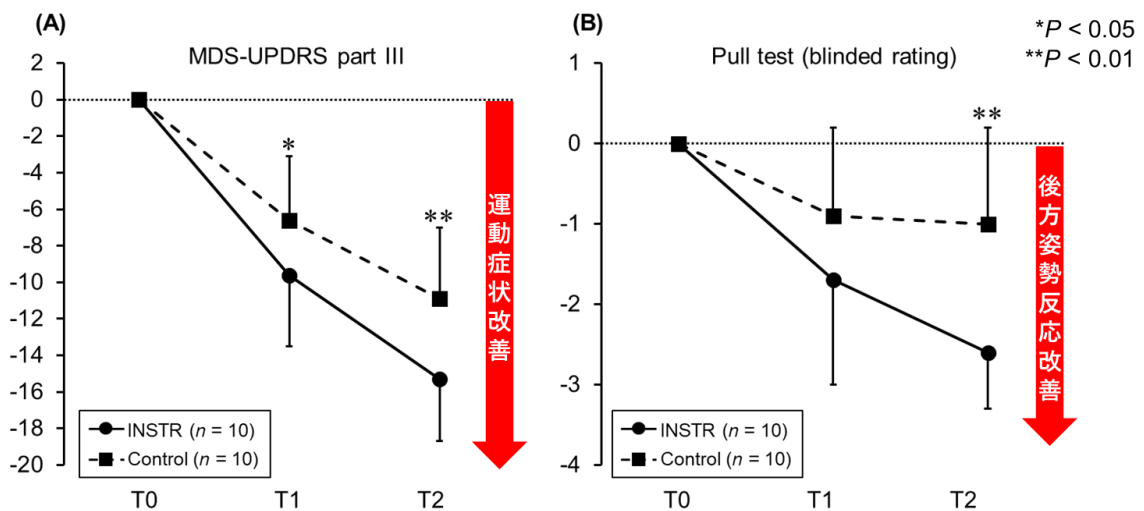 (A)
MDS-UPDRS part III
2
0
-2
-4
-6
-8
-10
-12
-14
-16
-18
-20
*
**
運動症状改善
INSTR (n = 10)
Control (n = 10)
T0 T1 T2
(B)
Pull test (blinded rating)
*P < 0.05
**P < 0.01
1
0
-1
-2
-3
-4
**
後方姿勢反応改善
INSTR (n = 10)
Control (n = 10)
T0 T1 T2